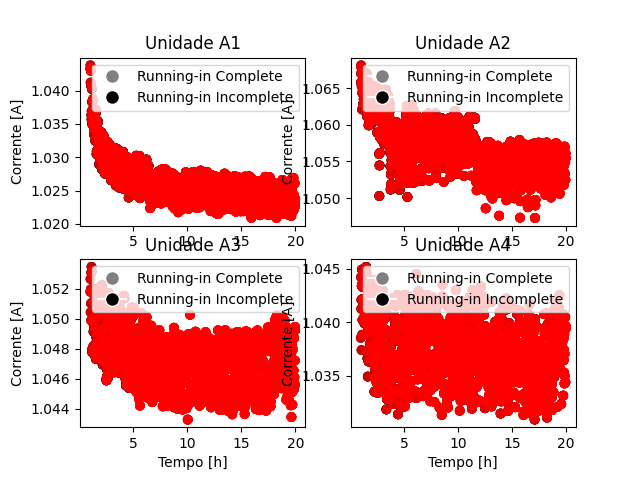 Unidade A1
Corrente [A]
1.040
1.035
1.030
1.025
1.020
5
10
15
20
Running-in Complete
Running-in Incomplete
Unidade A2
Corrente [A]
1.065
1.060
1.055
1.050
5
10
15
20
Running-in Complete
Running-in Incomplete
Unidade A3
Corrente [A]
1.052
1.050
1.048
1.046
1.044
5
10
15
20
Tempo [h]
Running-in Complete
Running-in Incomplete
Unidade A4
Corrente [A]
1.045
1.040
1.035
5
10
15
20
Tempo [h]
Running-in Complete
Running-in Incomplete